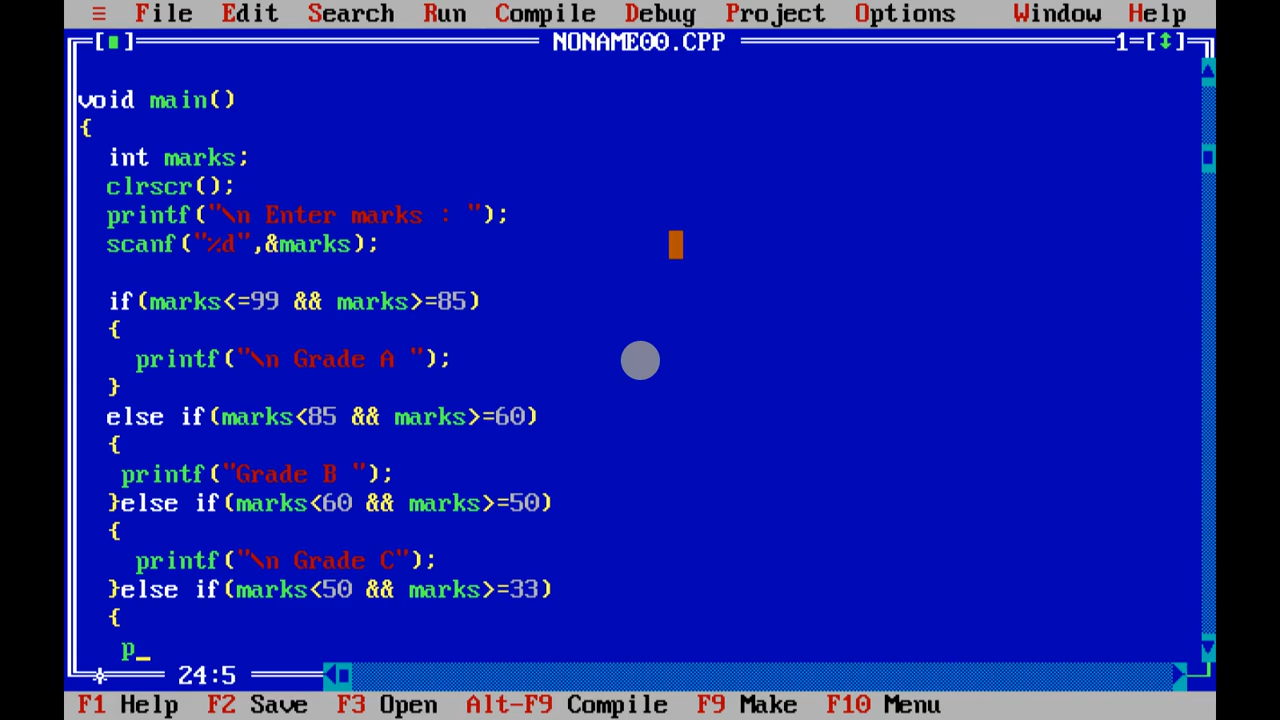 ≡ File Edit Search Run Compile Debug Project Options Window Help
[■] NONAME00.CPP 1=[↕]
void main()
{
int marks;
clrscr();
printf("\n Enter marks : ");
scanf("%d",&marks);
if(marks<=99 && marks>=85)
{
printf("\n Grade A ");
}
else if(marks<85 && marks>=60)
{
printf("Grade B ");
}else if(marks<60 && marks>=50)
{
printf("\n Grade C");
}else if(marks<50 && marks>=33)
{
p_
24:5
F1 Help F2 Save F3 Open Alt-F9 Compile F9 Make F10 Menu